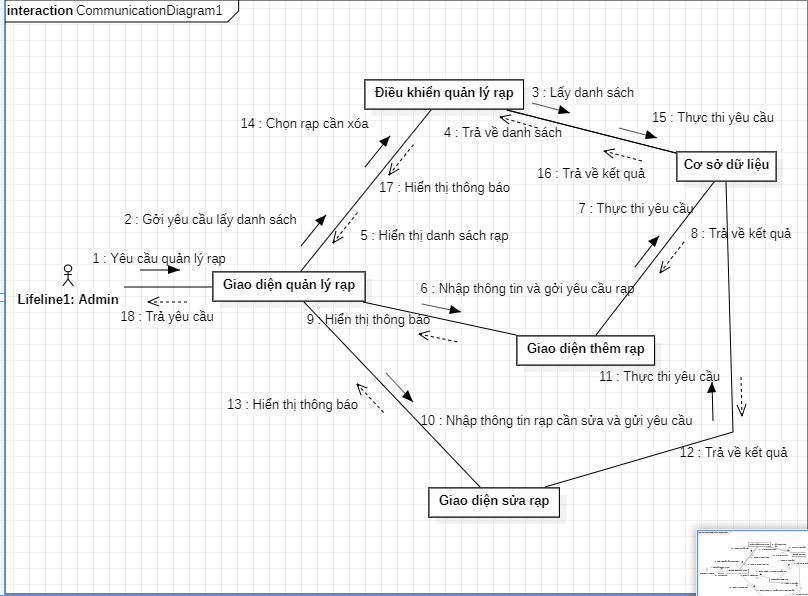 interaction CommunicationDiagram1
Điều khiển quản lý rạp
3 : Lấy danh sách
14 : Chọn rạp cần xóa
4 : Trả về danh sách
15 : Thực thi yêu cầu
Cơ sở dữ liệu
16 : Trả về kết quả
17 : Hiển thị thông báo
7 : Thực thi yêu cầu
2 : Gởi yêu cầu lấy danh sách
5 : Hiển thị danh sách rạp
8 : Trả về kết quả
1 : Yêu cầu quản lý rạp
Giao diện quản lý rạp
6 : Nhập thông tin và gởi yêu cầu rạp
Lifeline1: Admin
18 : Trả yêu cầu
9 : Hiển thị thông báo
Giao diện thêm rạp
11 : Thực thi yêu cầu
13 : Hiển thị thông báo
10 : Nhập thông tin rạp cần sửa và gửi yêu cầu
12 : Trả về kết quả
Giao diện sửa rạp